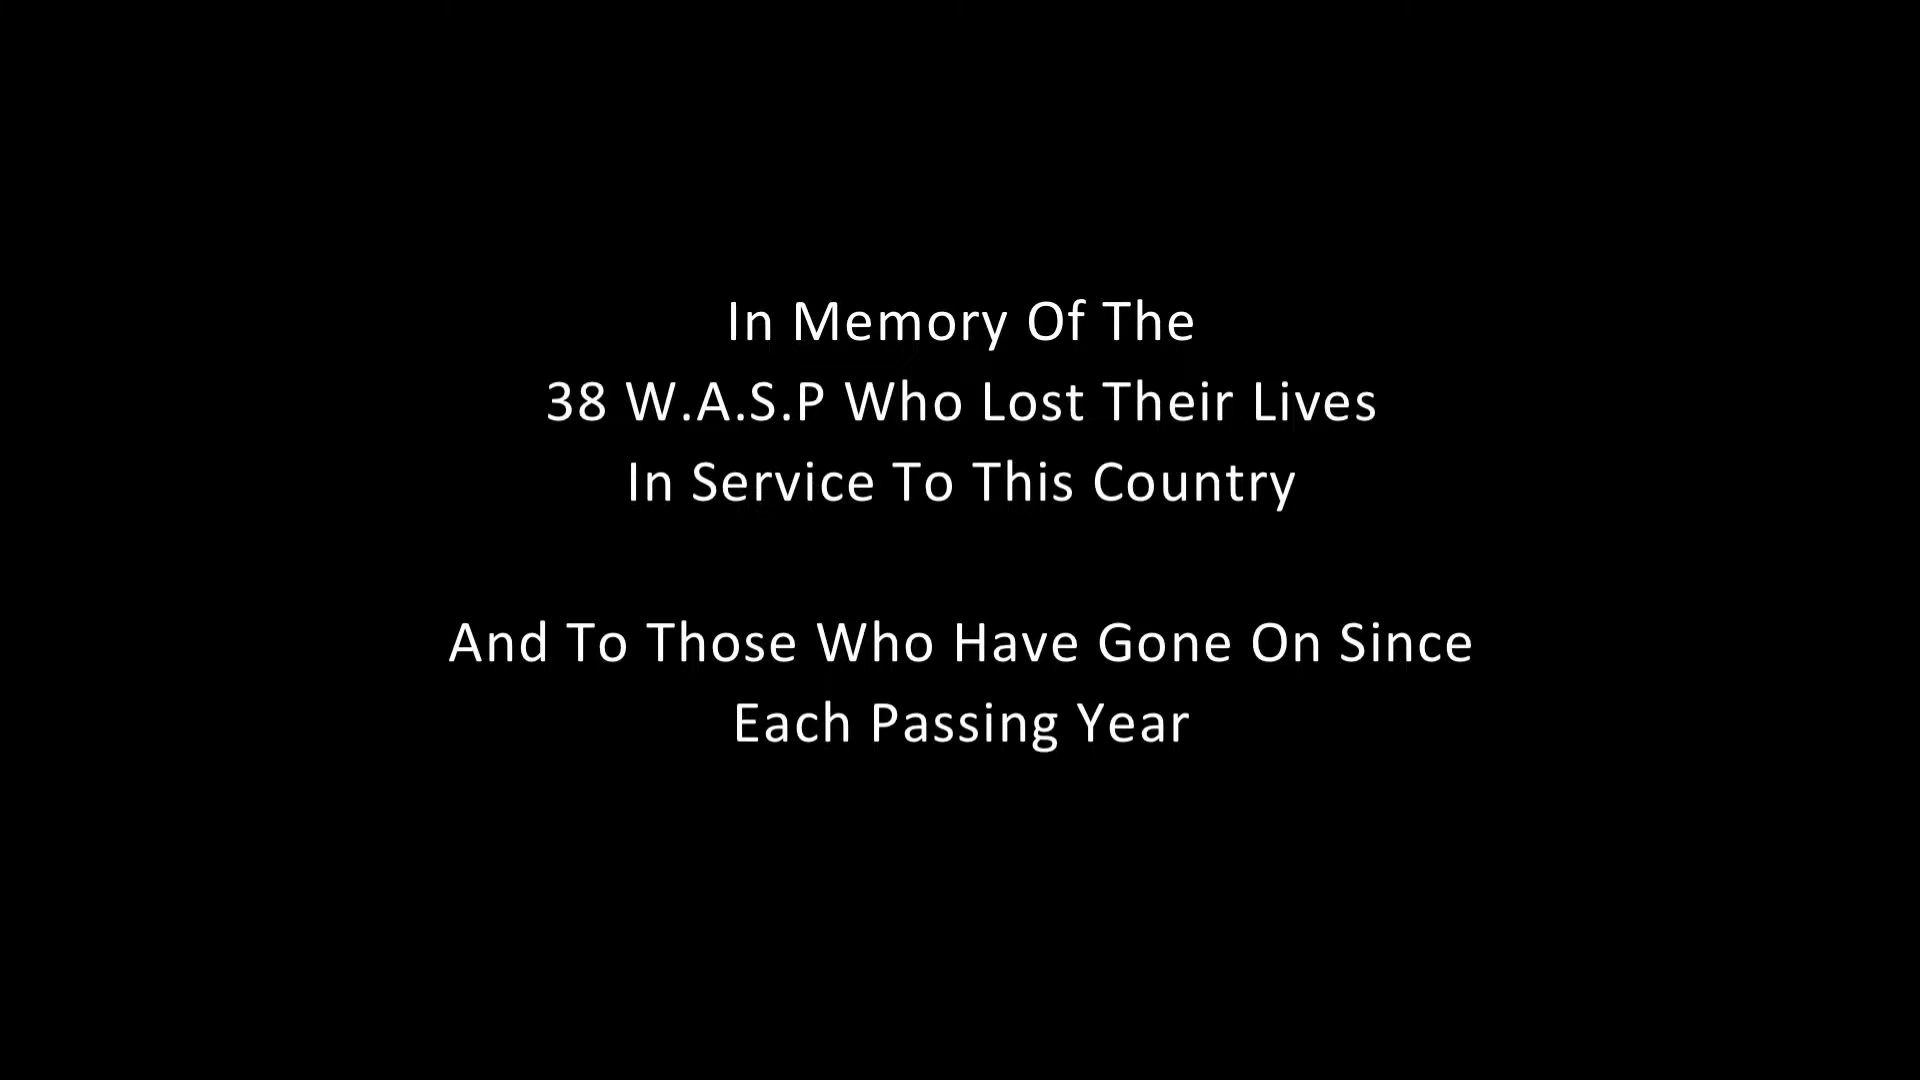 In Memory Of The
38 W.A.S.P Who Lost Their Lives
In Service To This Country
And To Those Who Have Gone On Since
Each Passing Year